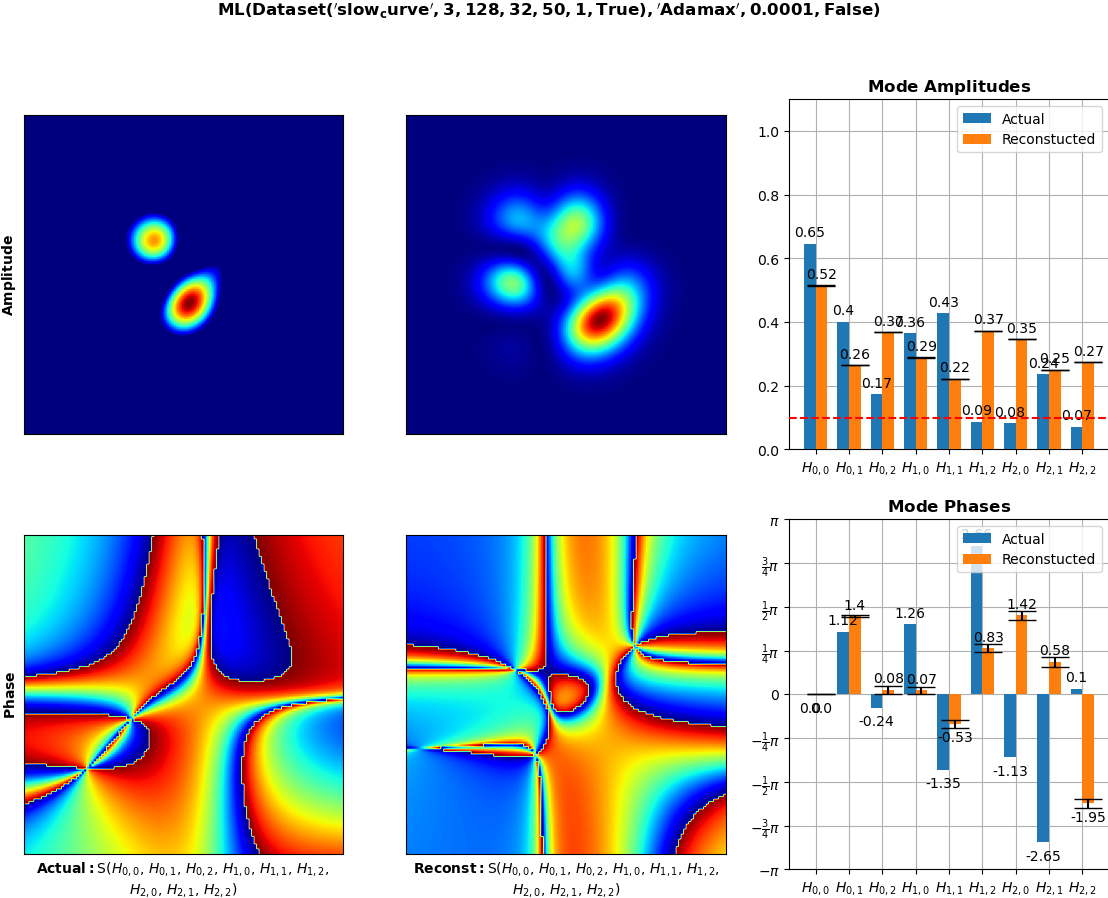 ML(Dataset('slow_curve', 3, 128, 32, 50, 1, True), 'Adamax', 0.0001, False)
Mode Amplitudes
Amplitude
Actual
Reconstucted
1.0
0.8
0.6
0.4
0.2
0.0
0.65
0.52
0.4
0.26
0.17
0.37
0.36
0.29
0.43
0.22
0.09
0.37
0.08
0.35
0.24
0.25
0.07
0.27
H0,0 H0,1 H0,2 H1,0 H1,1 H1,2 H2,0 H2,1 H2,2
Mode Phases
Phase
Actual
Reconstucted
π
3/4π
1/2π
1/4π
0
−1/4π
−1/2π
−3/4π
−π
0.0
0.0
1.12
1.4
-0.24
0.08
1.26
0.07
-1.35
-0.53
0.83
-1.13
1.42
-2.65
0.58
0.1
-1.95
H0,0 H0,1 H0,2 H1,0 H1,1 H1,2 H2,0 H2,1 H2,2
Actual: S(H0,0, H0,1, H0,2, H1,0, H1,1, H1,2,
H2,0, H2,1, H2,2)
Reconst: S(H0,0, H0,1, H0,2, H1,0, H1,1, H1,2,
H2,0, H2,1, H2,2)